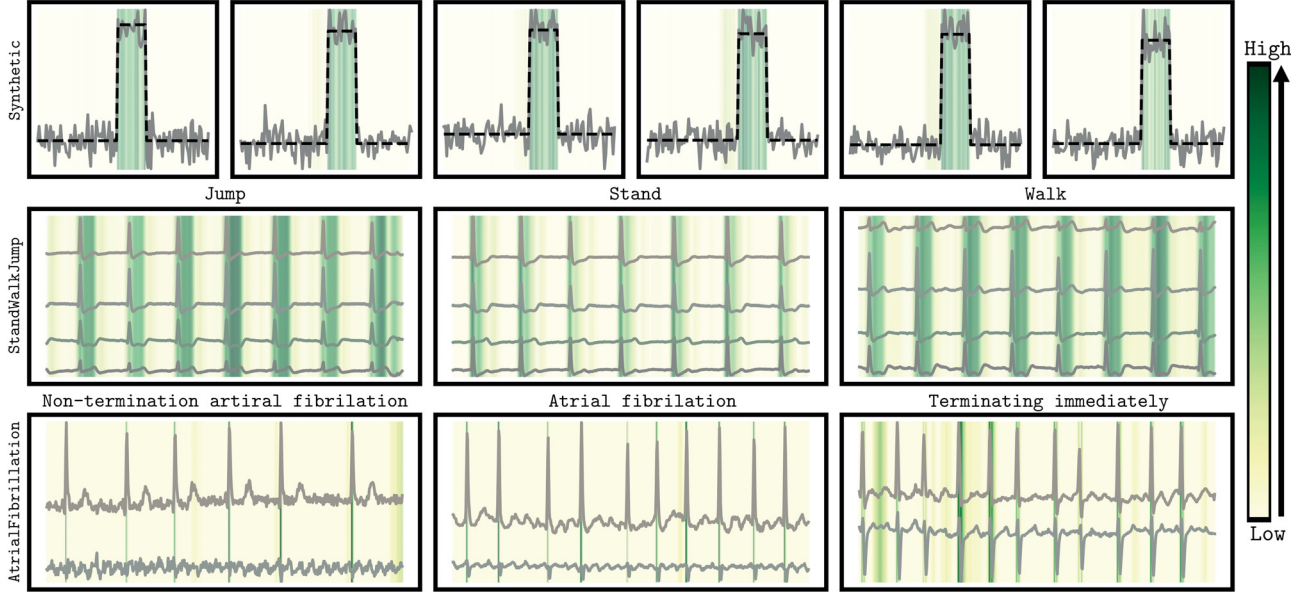 Synthetic
High
Jump
Stand
Walk
StandWalkJump
Non-termination artiral fibrilation
Atrial fibrilation
Terminating immediately
AtrialFibrillation
Low